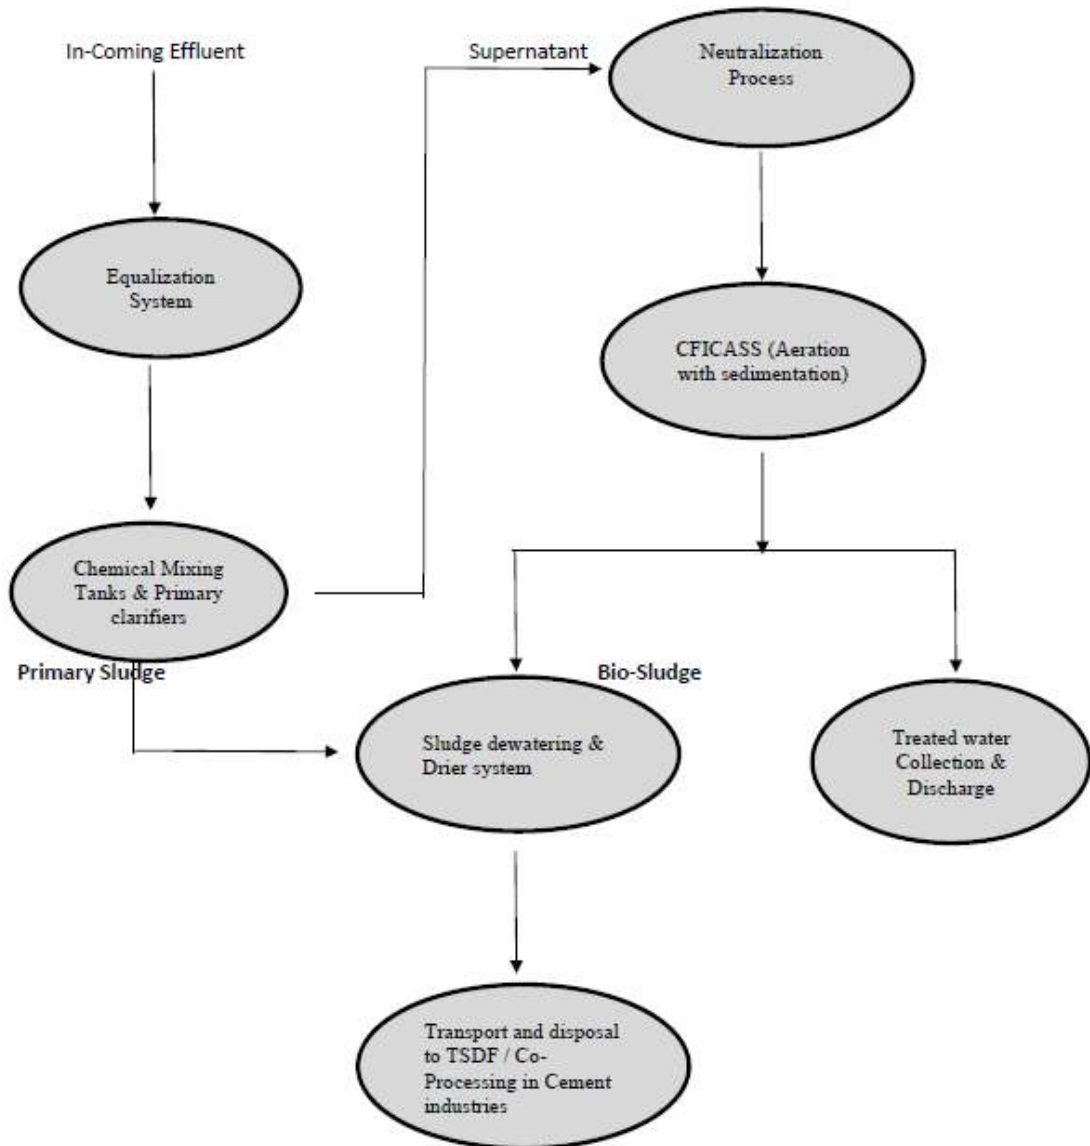 In-Coming Effluent
Supernatant
Neutralization
Process
Equalization
System
CFICASS (Aeration
with sedimentation)
Chemical Mixing
Tanks & Primary
clarifiers
Primary Sludge
Bio-Sludge
Sludge dewatering &
Drier system
Treated water
Collection &
Discharge
Transport and disposal
to TSDF / Co-
Processing in Cement
industries